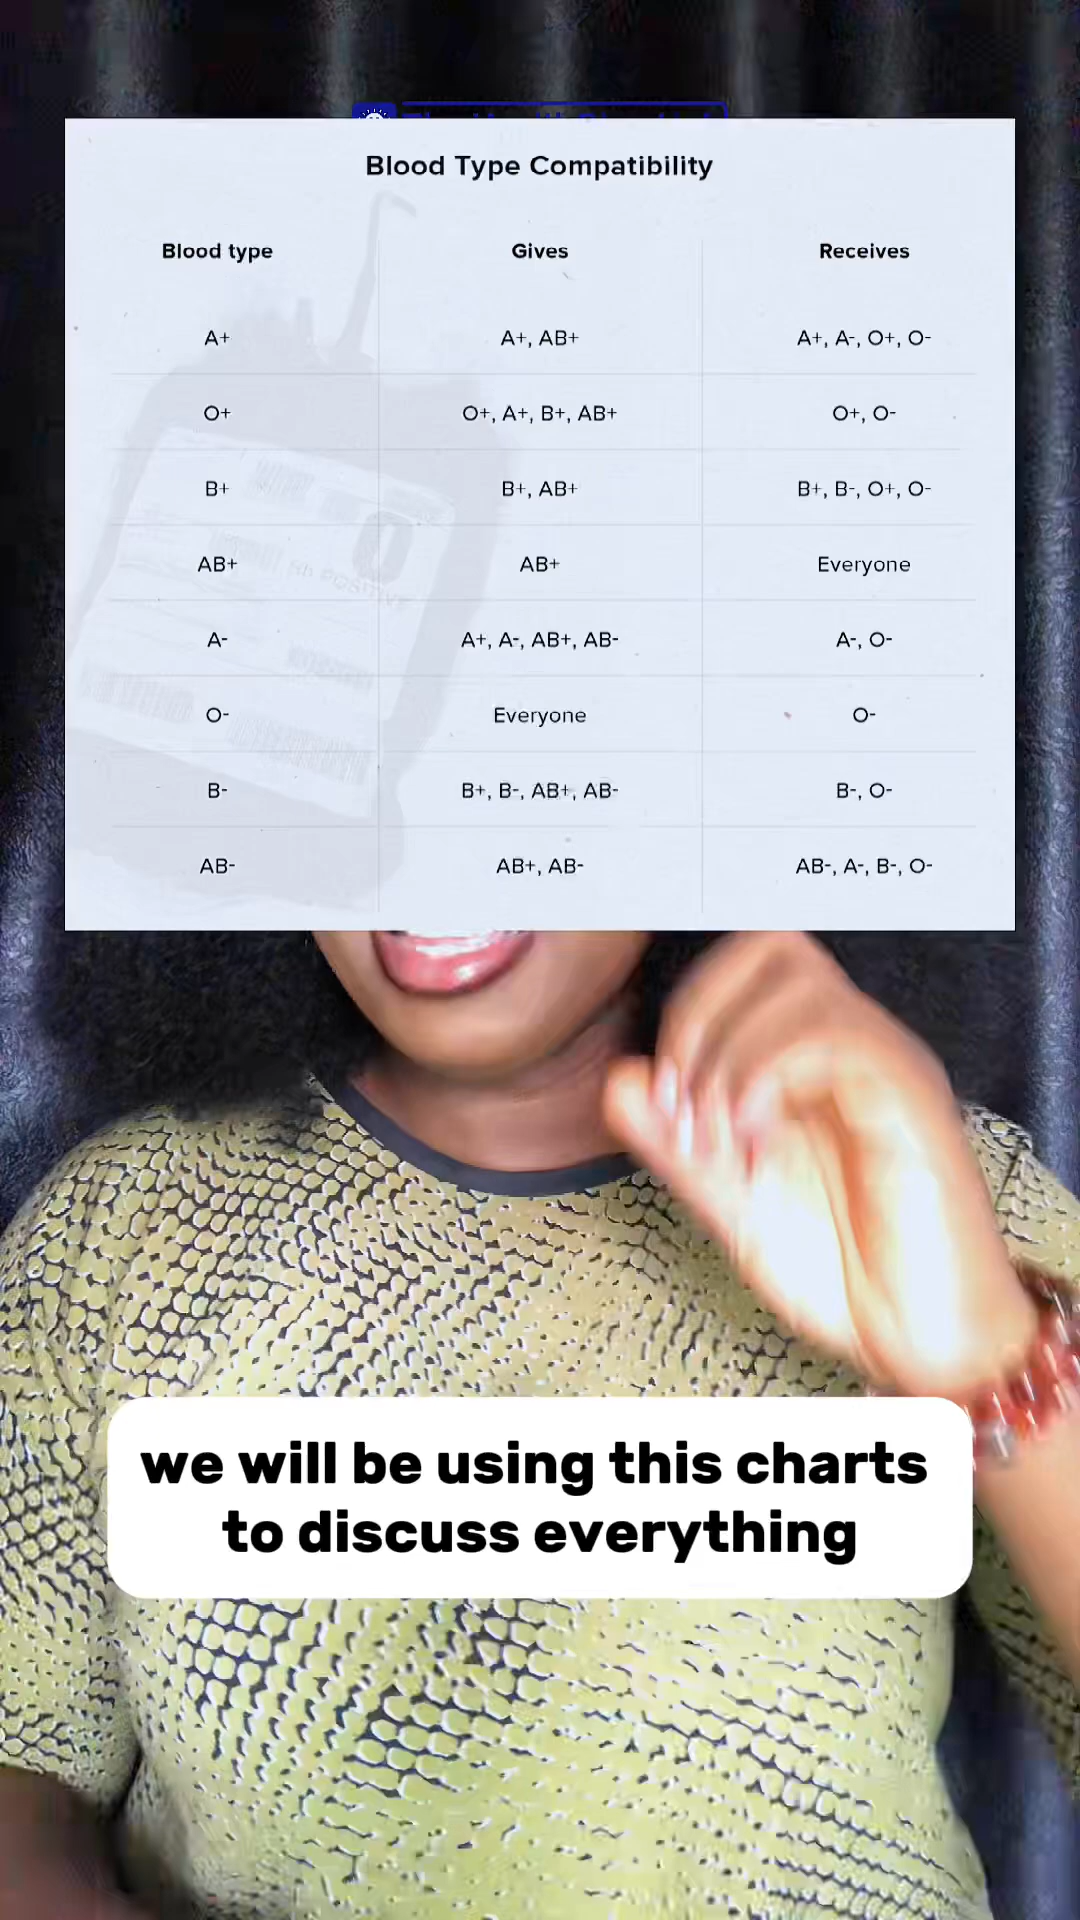 Blood Type Compatibility
Blood type Gives Receives
A+ A+, AB+ A+, A-, O+, O-
O+ O+, A+, B+, AB+ O+, O-
B+ B+, AB+ B+, B-, O+, O-
AB+ AB+ Everyone
A- A+, A-, AB+, AB- A-, O-
O- Everyone O-
B- B+, B-, AB+, AB- B-, O-
AB- AB+, AB- AB-, A-, B-, O-
we will be using this charts
to discuss everything